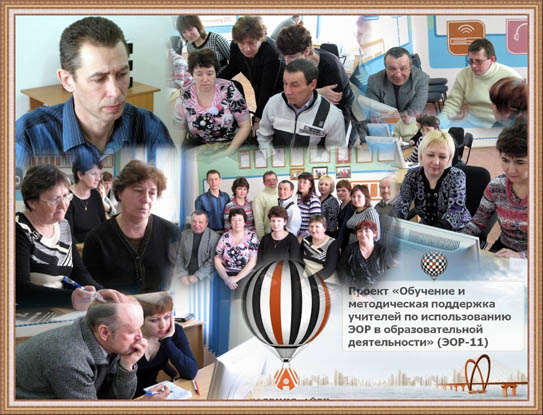 Проект «Обучение и
методическая поддержка
учителей по использованию
ЭОР в образовательной
деятельности» (ЭОР-11)